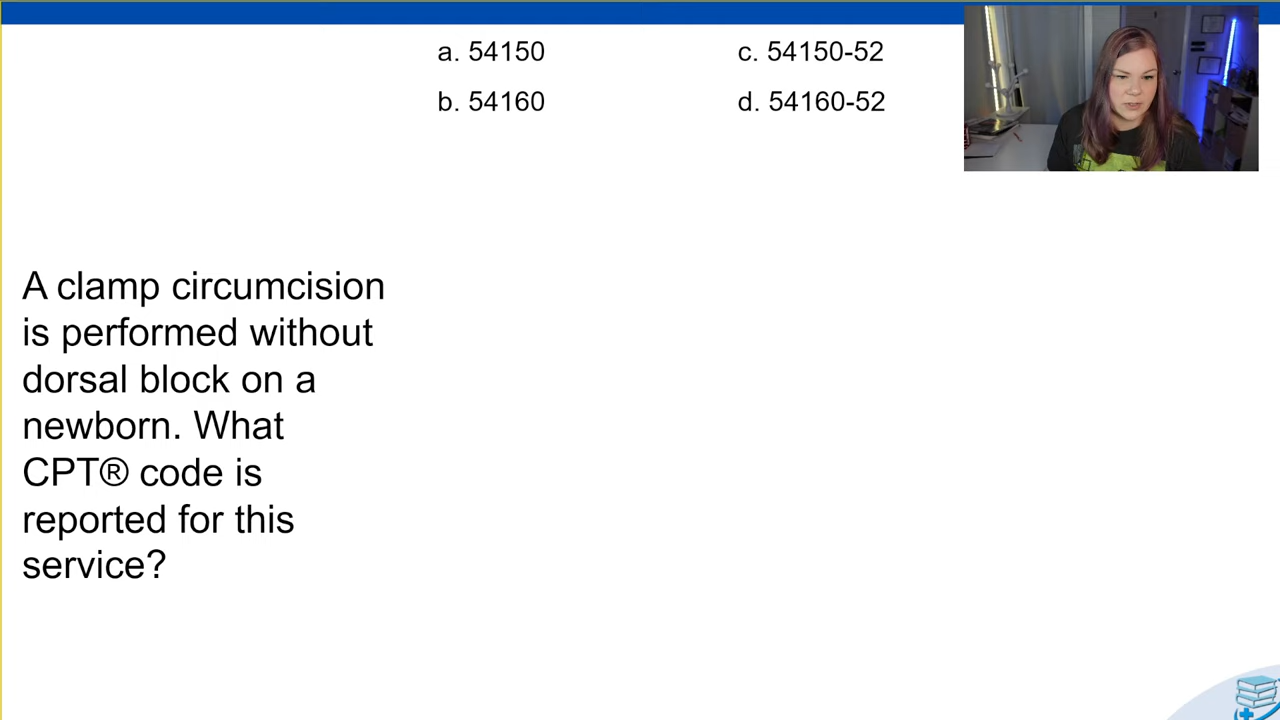 a. 54150
c. 54150-52
b. 54160
d. 54160-52
A clamp circumcision
is performed without
dorsal block on a
newborn. What
CPT® code is
reported for this
service?